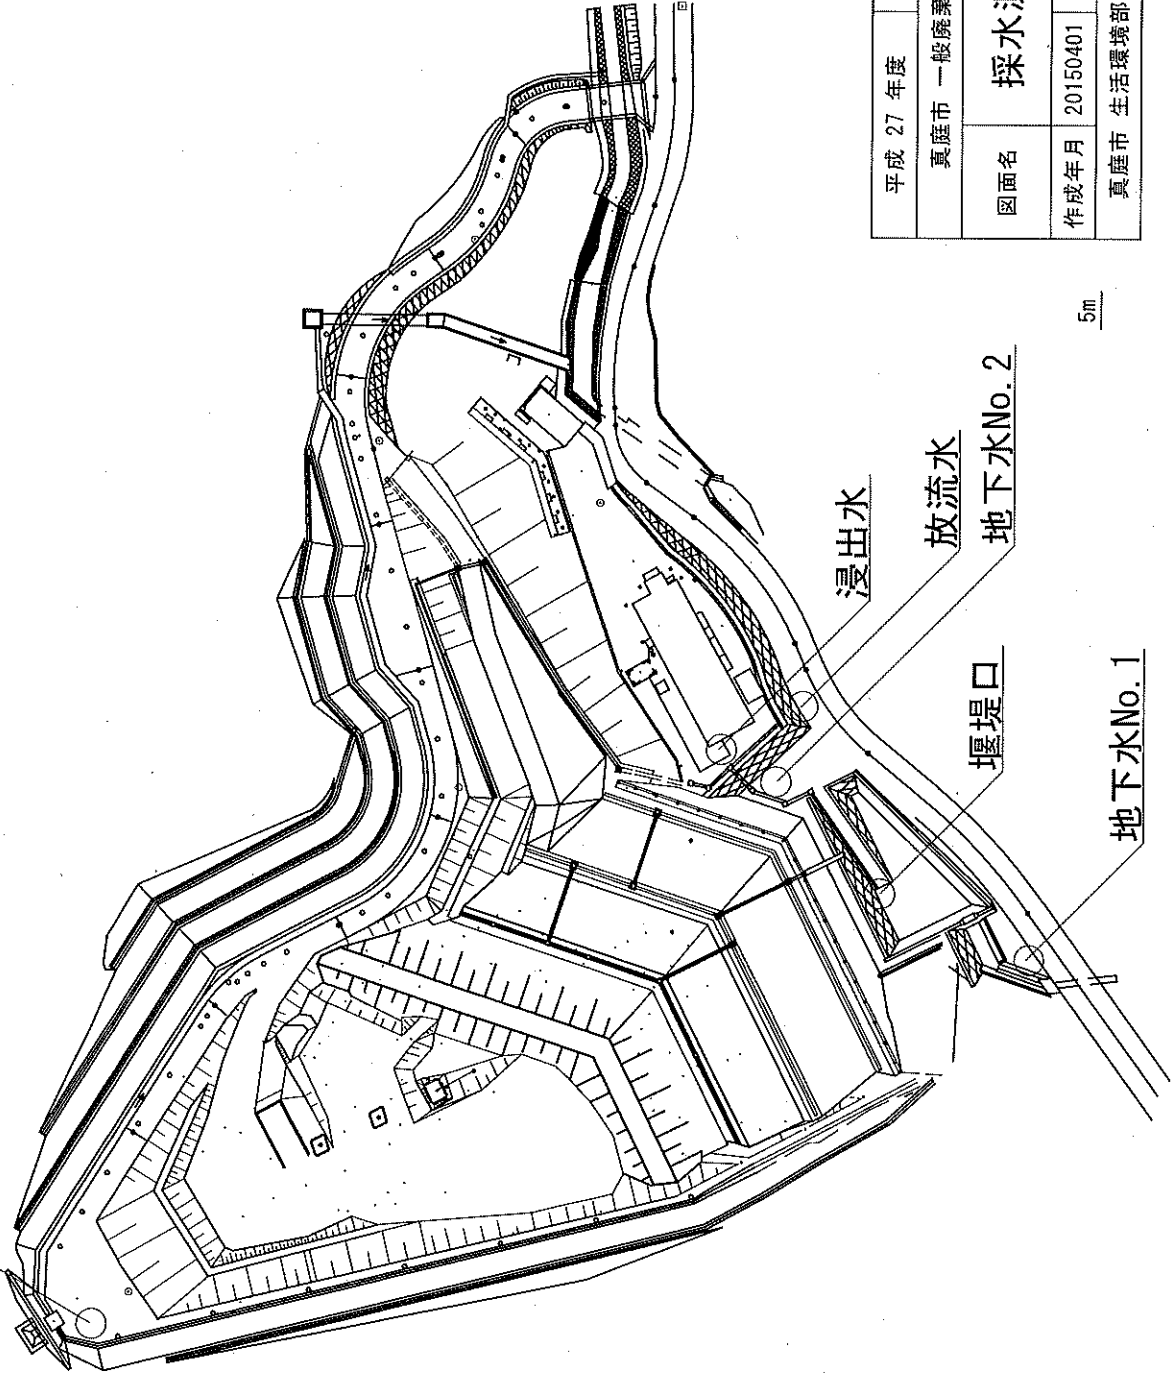 平成 27 年度
真庭市 一般廃棄
図面名
採水
作成年月
20150401
真庭市 生活環境部
5m
浸出水
放流水
地下水No. 2
堰堤口
地下水No. 1